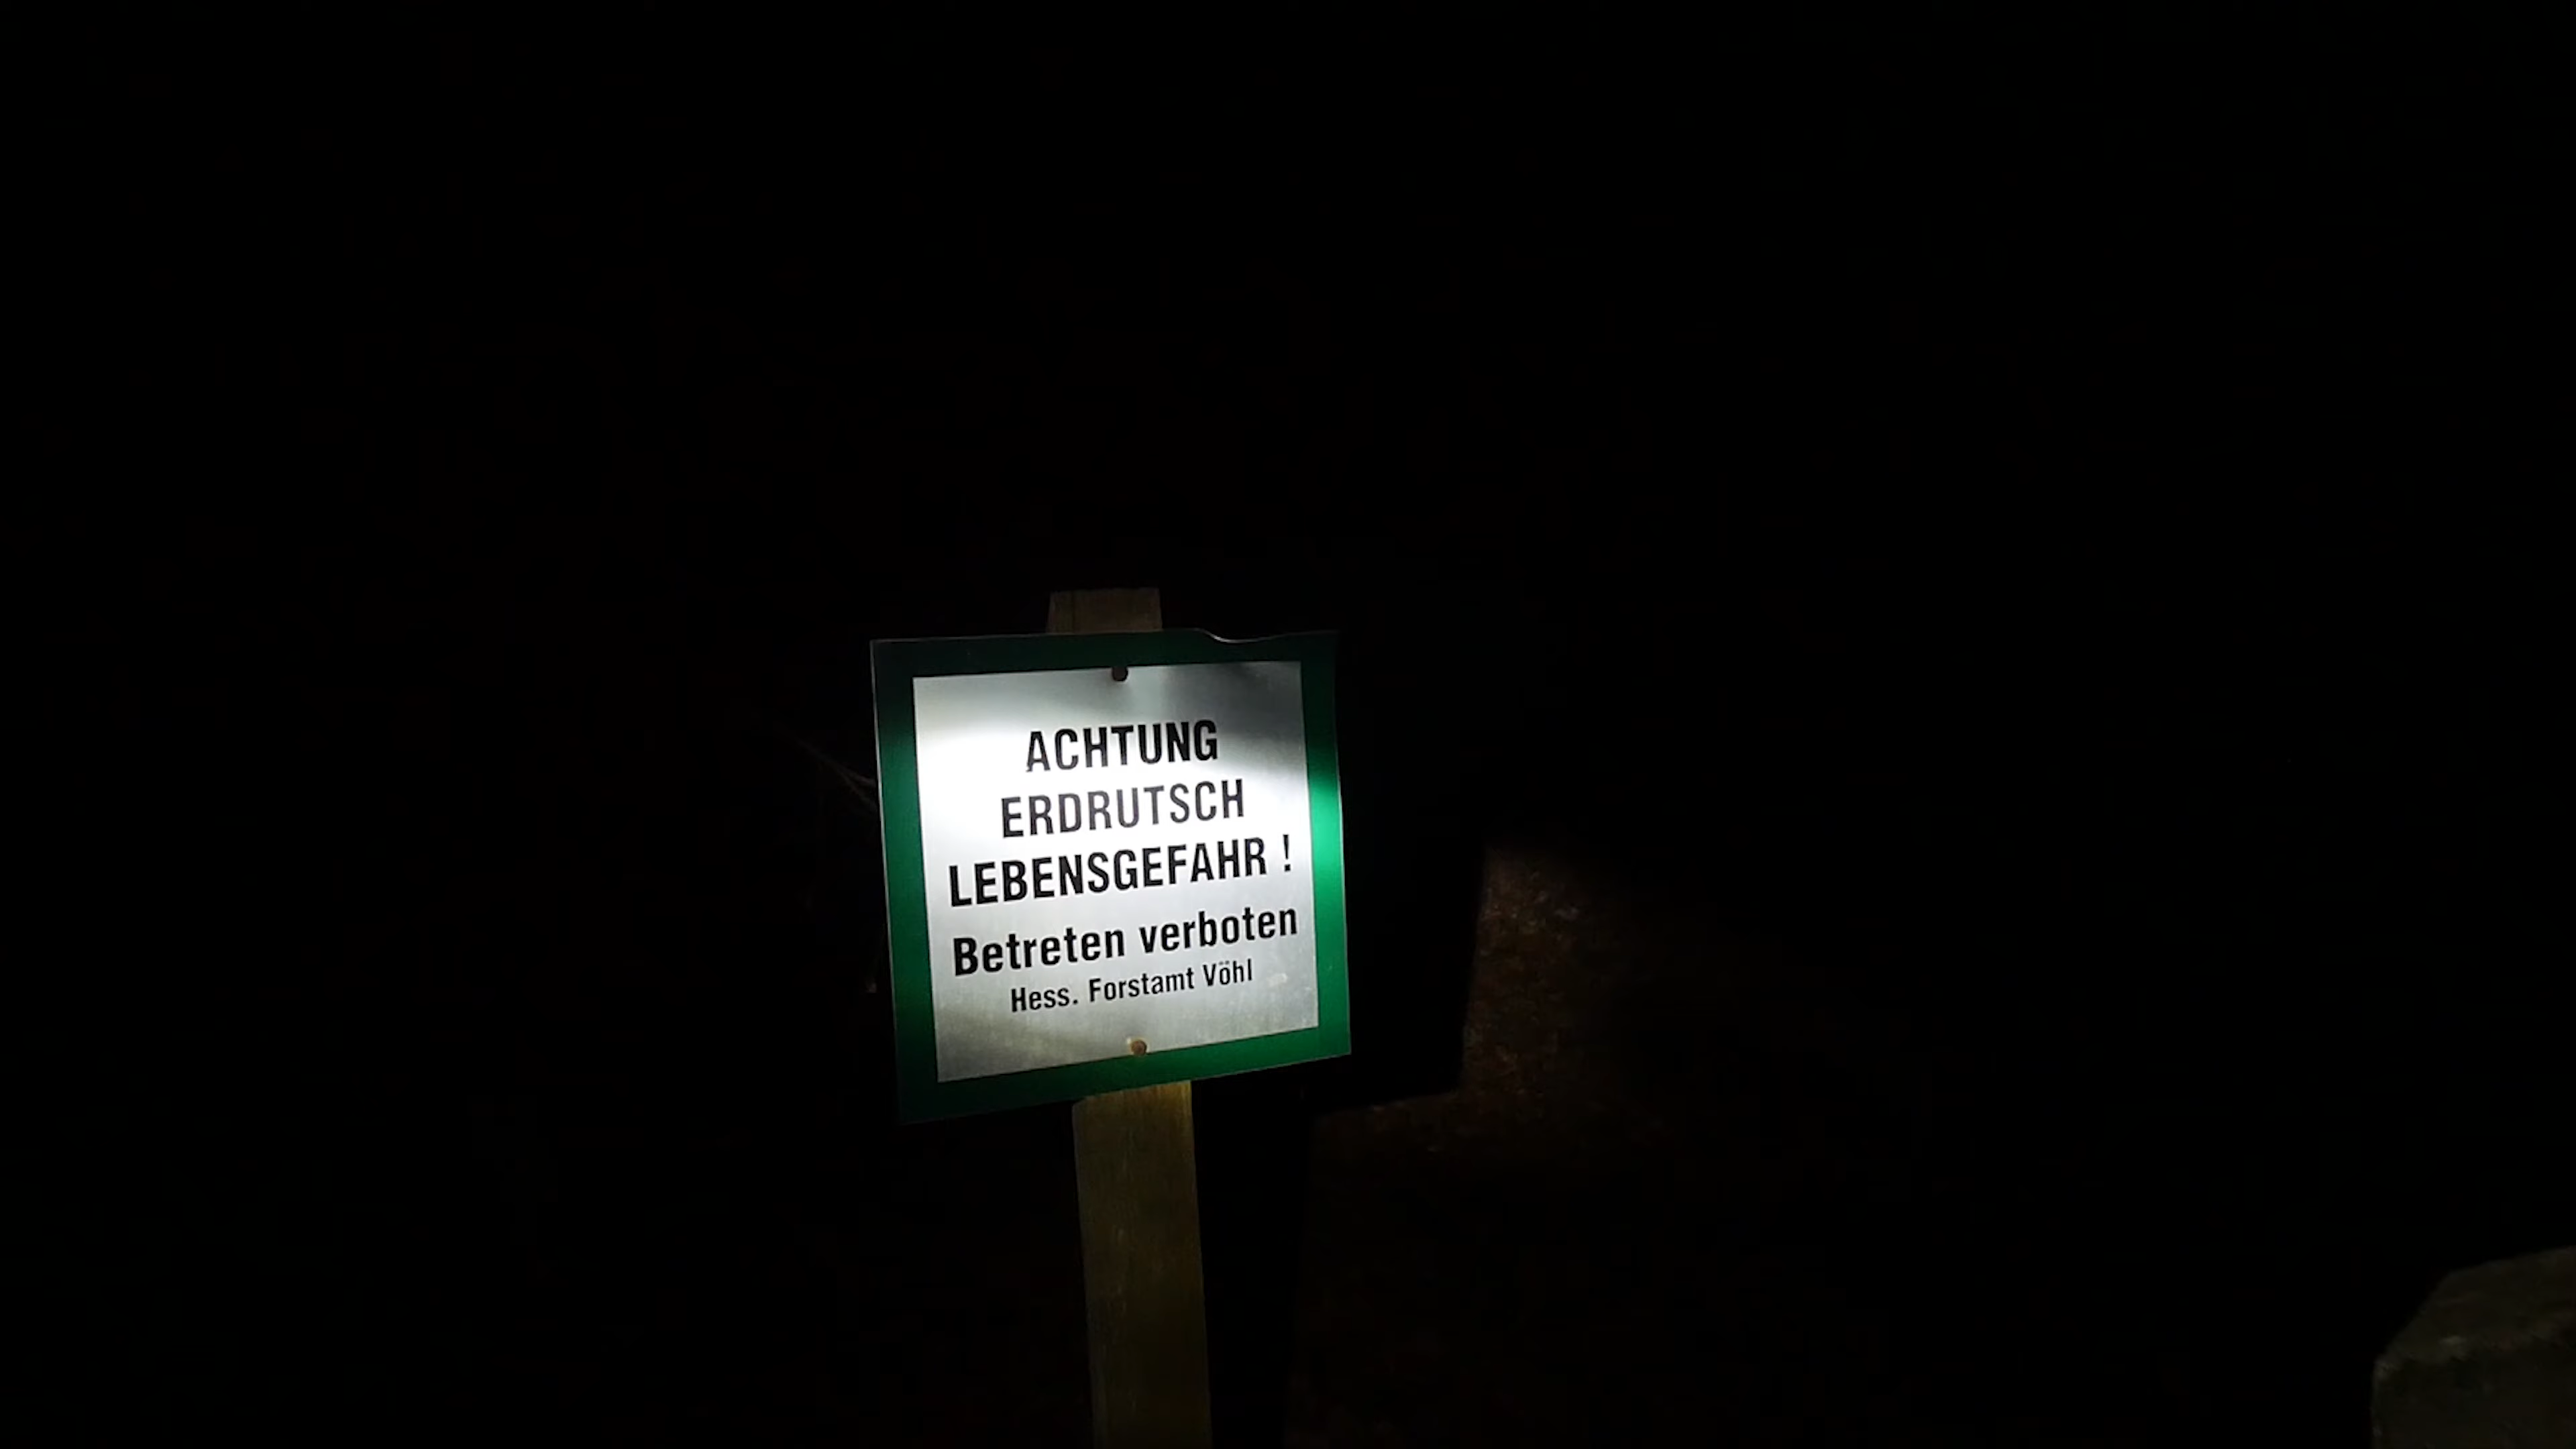 ACHTUNG
ERDRUTSCH
LEBENSGEFAHR !
Betreten verboten
Hess. Forstamt Vöhl